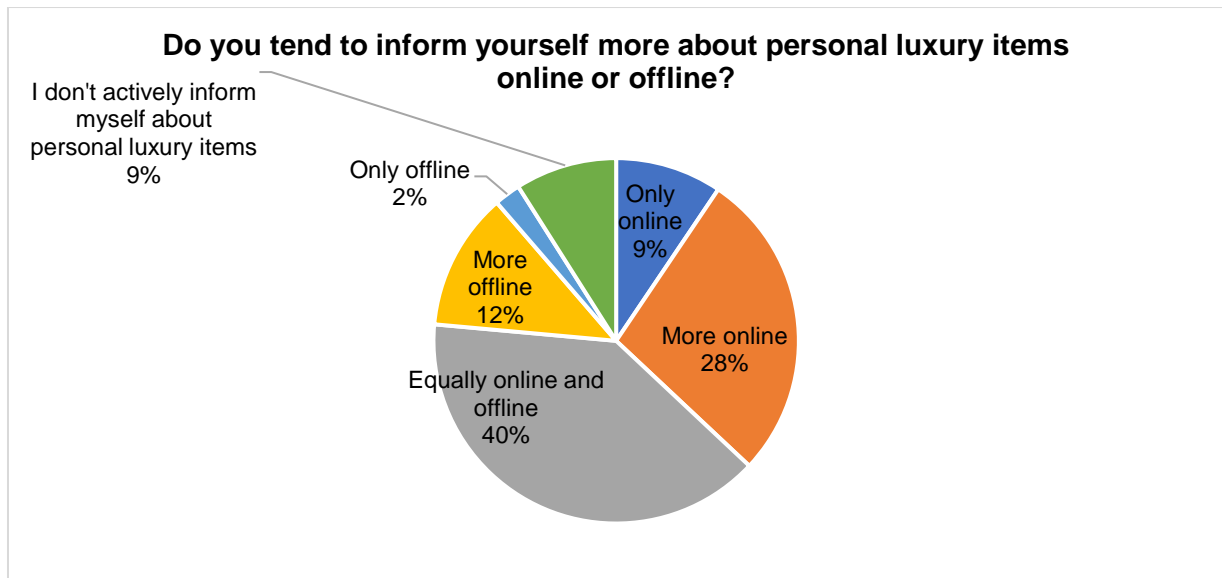 Do you tend to inform yourself more about personal luxury items
online or offline?
I don't actively inform
myself about
personal luxury items
9%
Only offline
2%
Only
online
9%
More
offline
12%
More online
28%
Equally online and
offline
40%